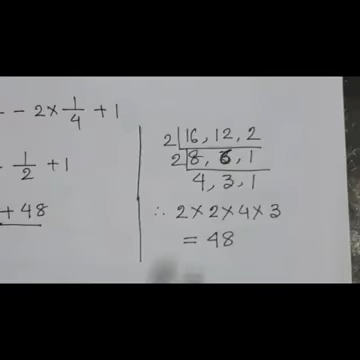 - 2 × 1/4 + 1
- 1/2 + 1
+ 48
2 | 16, 12, 2
2 | 8, 6, 1
4, 3, 1
∴ 2 × 2 × 4 × 3
= 48